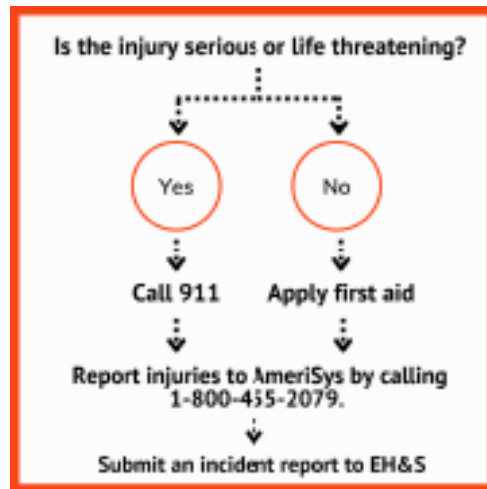 Is the injury serious or life threatening?
Yes
No
Call 911
Apply first aid
Report injuries to AmeriSys by calling
1-800-455-2079.
Submit an incident report to EH&S